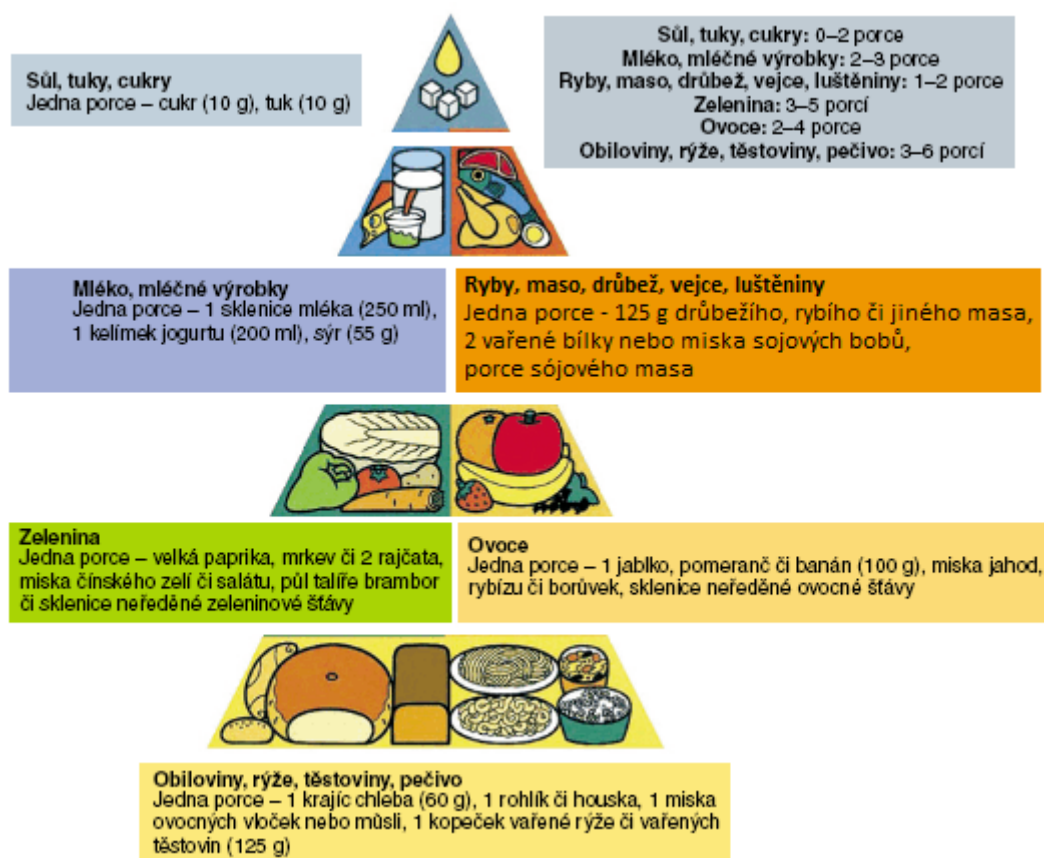 Sůl, tuky, cukry
Jedna porce – cukr (10 g), tuk (10 g)
Sůl, tuky, cukry: 0–2 porce
Mléko, mléčné výrobky: 2–3 porce
Ryby, maso, drůbež, vejce, luštěniny: 1–2 porce
Zelenina: 3–5 porcí
Ovoce: 2–4 porce
Obiloviny, rýže, těstoviny, pečivo: 3–6 porcí
Mléko, mléčné výrobky
Jedna porce – 1 sklenice mléka (250 ml),
1 kelímek jogurtu (200 ml), sýr (55 g)
Ryby, maso, drůbež, vejce, luštěniny
Jedna porce - 125 g drůbežího, rybího či jiného masa,
2 vařené bílky nebo miska sojových bobů,
porce sójového masa
Zelenina
Jedna porce – velká paprika, mrkev či 2 rajčata,
miska čínského zelí či salátu, půl talíře brambor
či sklenice neředěné zeleninové šťávy
Ovoce
Jedna porce – 1 jablko, pomeranč či banán (100 g), miska jahod,
rybízu či borůvek, sklenice neředěné ovocné šťávy
Obiloviny, rýže, těstoviny, pečivo
Jedna porce – 1 krajíc chleba (60 g), 1 rohlík či houska, 1 miska
ovocných vloček nebo műsli, 1 kopeček vařené rýže či vařených
těstovin (125 g)